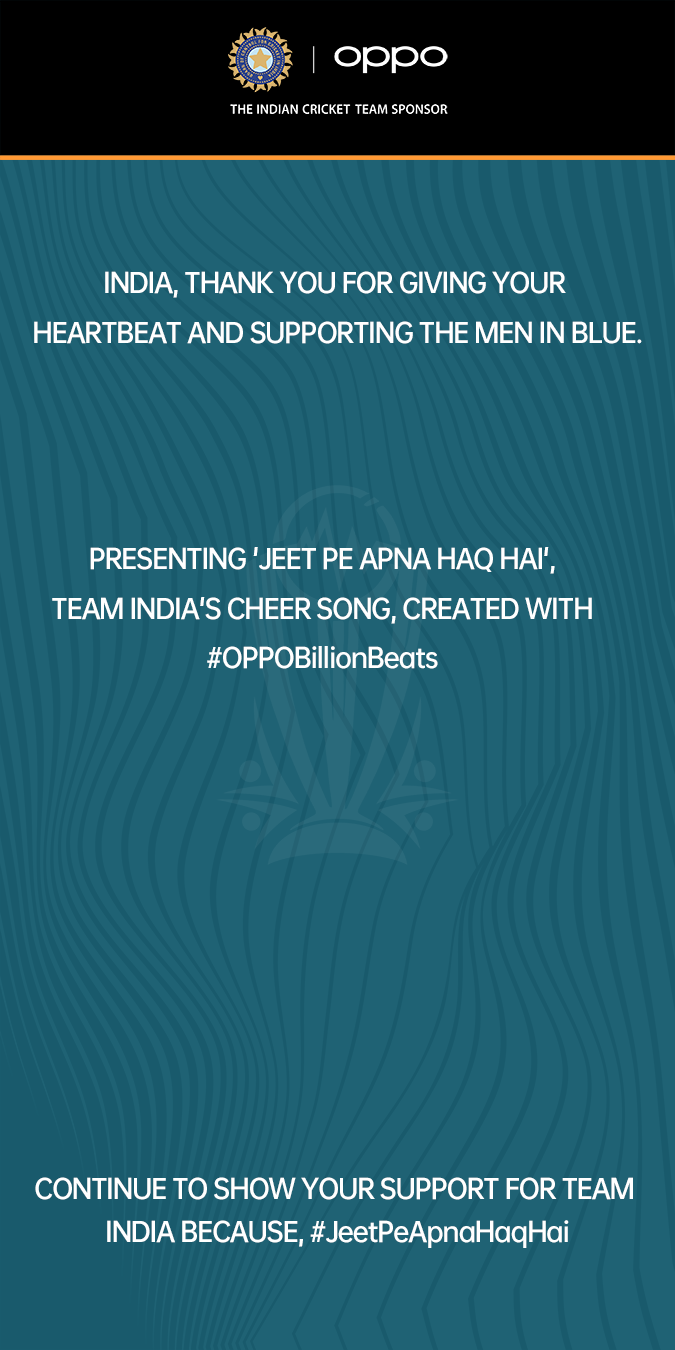 oppo
THE INDIAN CRICKET TEAM SPONSOR
INDIA, THANK YOU FOR GIVING YOUR
HEARTBEAT AND SUPPORTING THE MEN IN BLUE.
PRESENTING 'JEET PE APNA HAQ HAI',
TEAM INDIA'S CHEER SONG, CREATED WITH
#OPPOBillionBeats
CONTINUE TO SHOW YOUR SUPPORT FOR TEAM
INDIA BECAUSE, #JeetPeApnaHaqHai